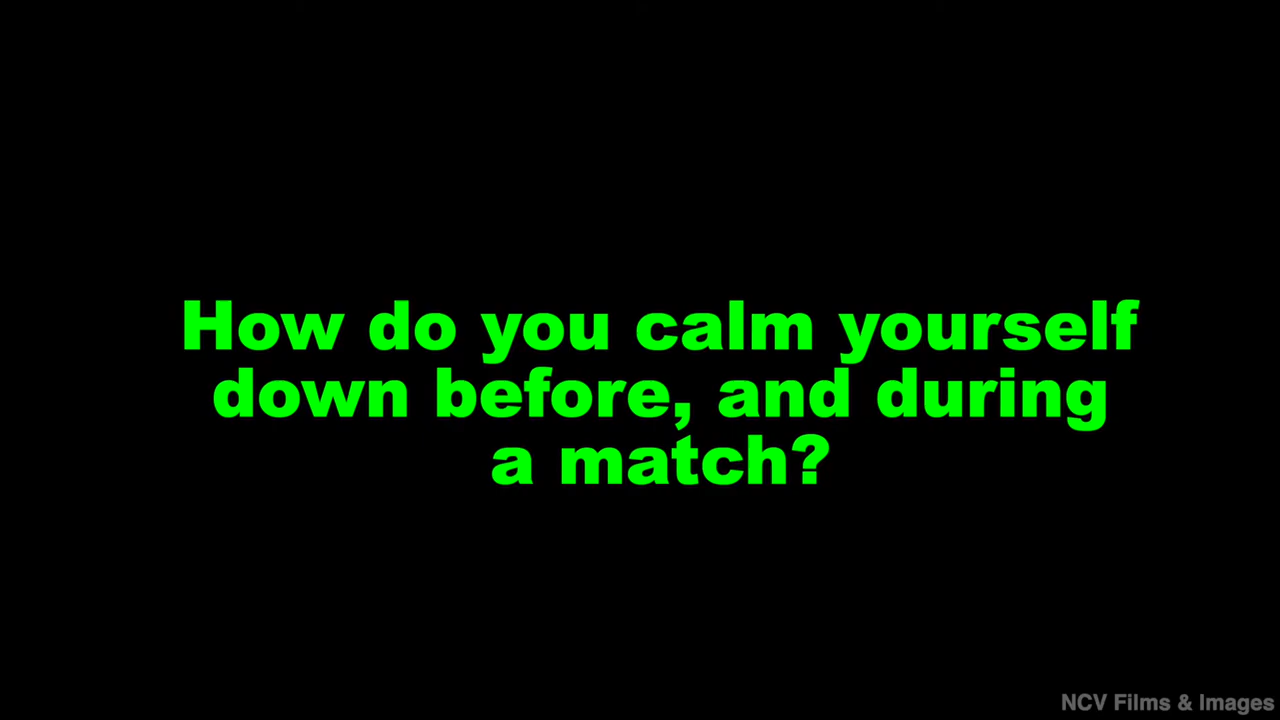 How do you calm yourself
down before, and during
a match?
NCV Films & Images